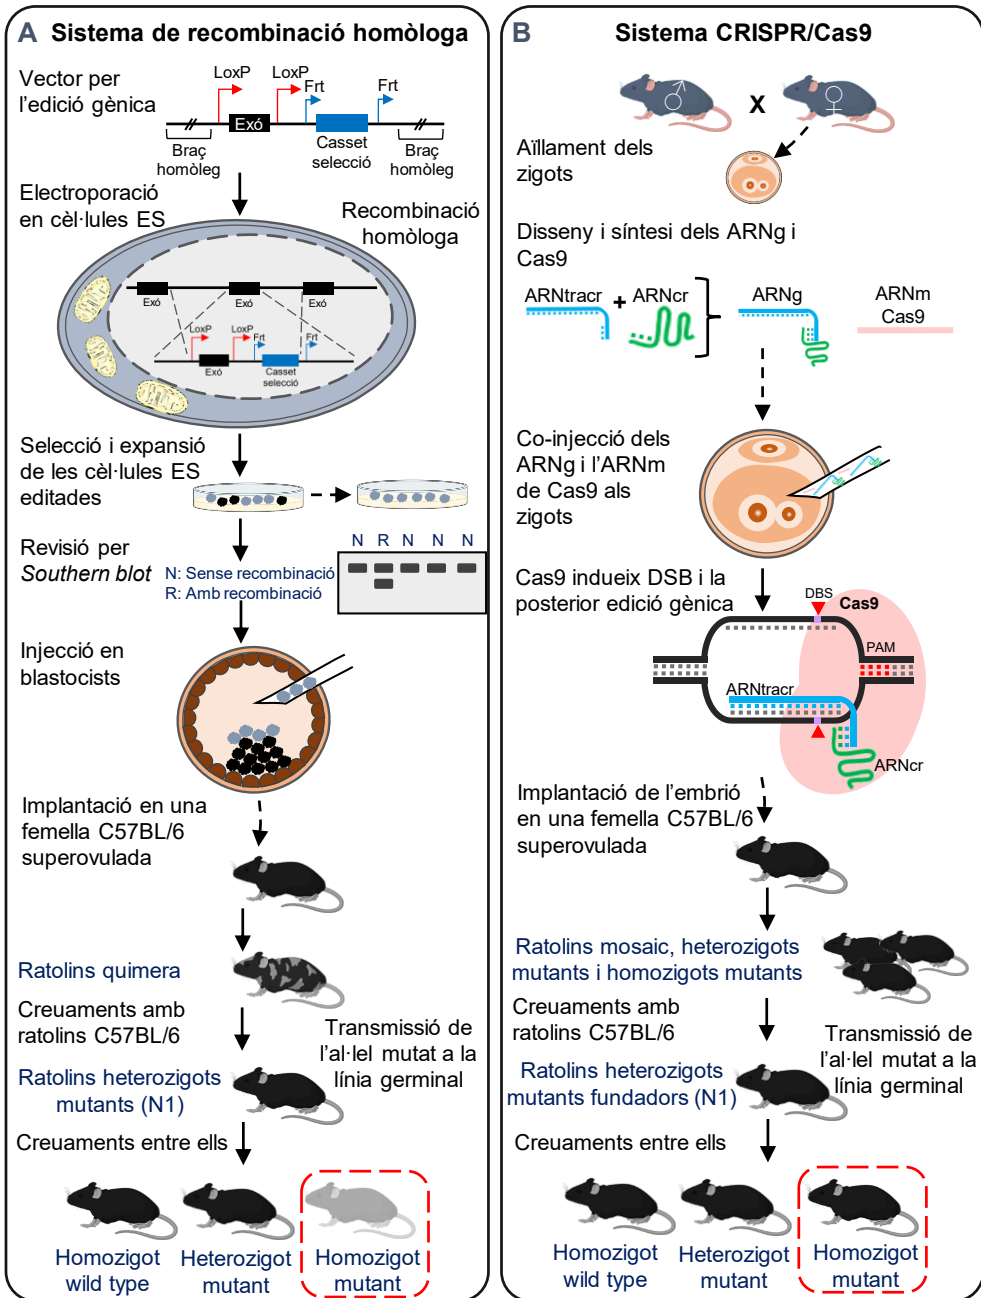 A Sistema de recombinació homòloga
Vector per
l'edició gènica
LoxP
LoxP
Frt
Frt
Exó
Casset
selecció
Braç
homòleg
Braç
homòleg
Electroporació
en cèl·lules ES
Recombinació
homòloga
Exó
Exó
Exó
LoxP
LoxP
Frt
Frt
Exó
Casset
selecció
Selecció i expansió
de les cèl·lules ES
editades
Revisió per
Southern blot
N: Sense recombinació
R: Amb recombinació
N R N N N
Injecció en
blastocists
Implantació en una
femella C57BL/6
superovulada
Ratolins quimera
Creuaments amb
ratolins C57BL/6
Transmissió de
l'al·lel mutat a la
línia germinal
Ratolins heterozigots
mutants (N1)
Creuaments entre ells
Homozigot
wild type
Heterozigot
mutant
Homozigot
mutant
B Sistema CRISPR/Cas9
♂ X ♀
Aïllament dels
zigots
Disseny i síntesi dels ARNg i
Cas9
ARNtracr + ARNcr
ARNg
ARNm
Cas9
Co-injecció dels
ARNg i l'ARNm
de Cas9 als
zigots
Cas9 indueix DSB i la
posterior edició gènica
DBS
Cas9
PAM
ARNtracr
ARNcr
Implantació de l'embrió
en una femella C57BL/6
superovulada
Ratolins mosaic, heterozigots
mutants i homozigots mutants
Creuaments amb
ratolins C57BL/6
Transmissió de
l'al·lel mutat a la
línia germinal
Ratolins heterozigots
mutants fundadors (N1)
Creuaments entre ells
Homozigot
wild type
Heterozigot
mutant
Homozigot
mutant